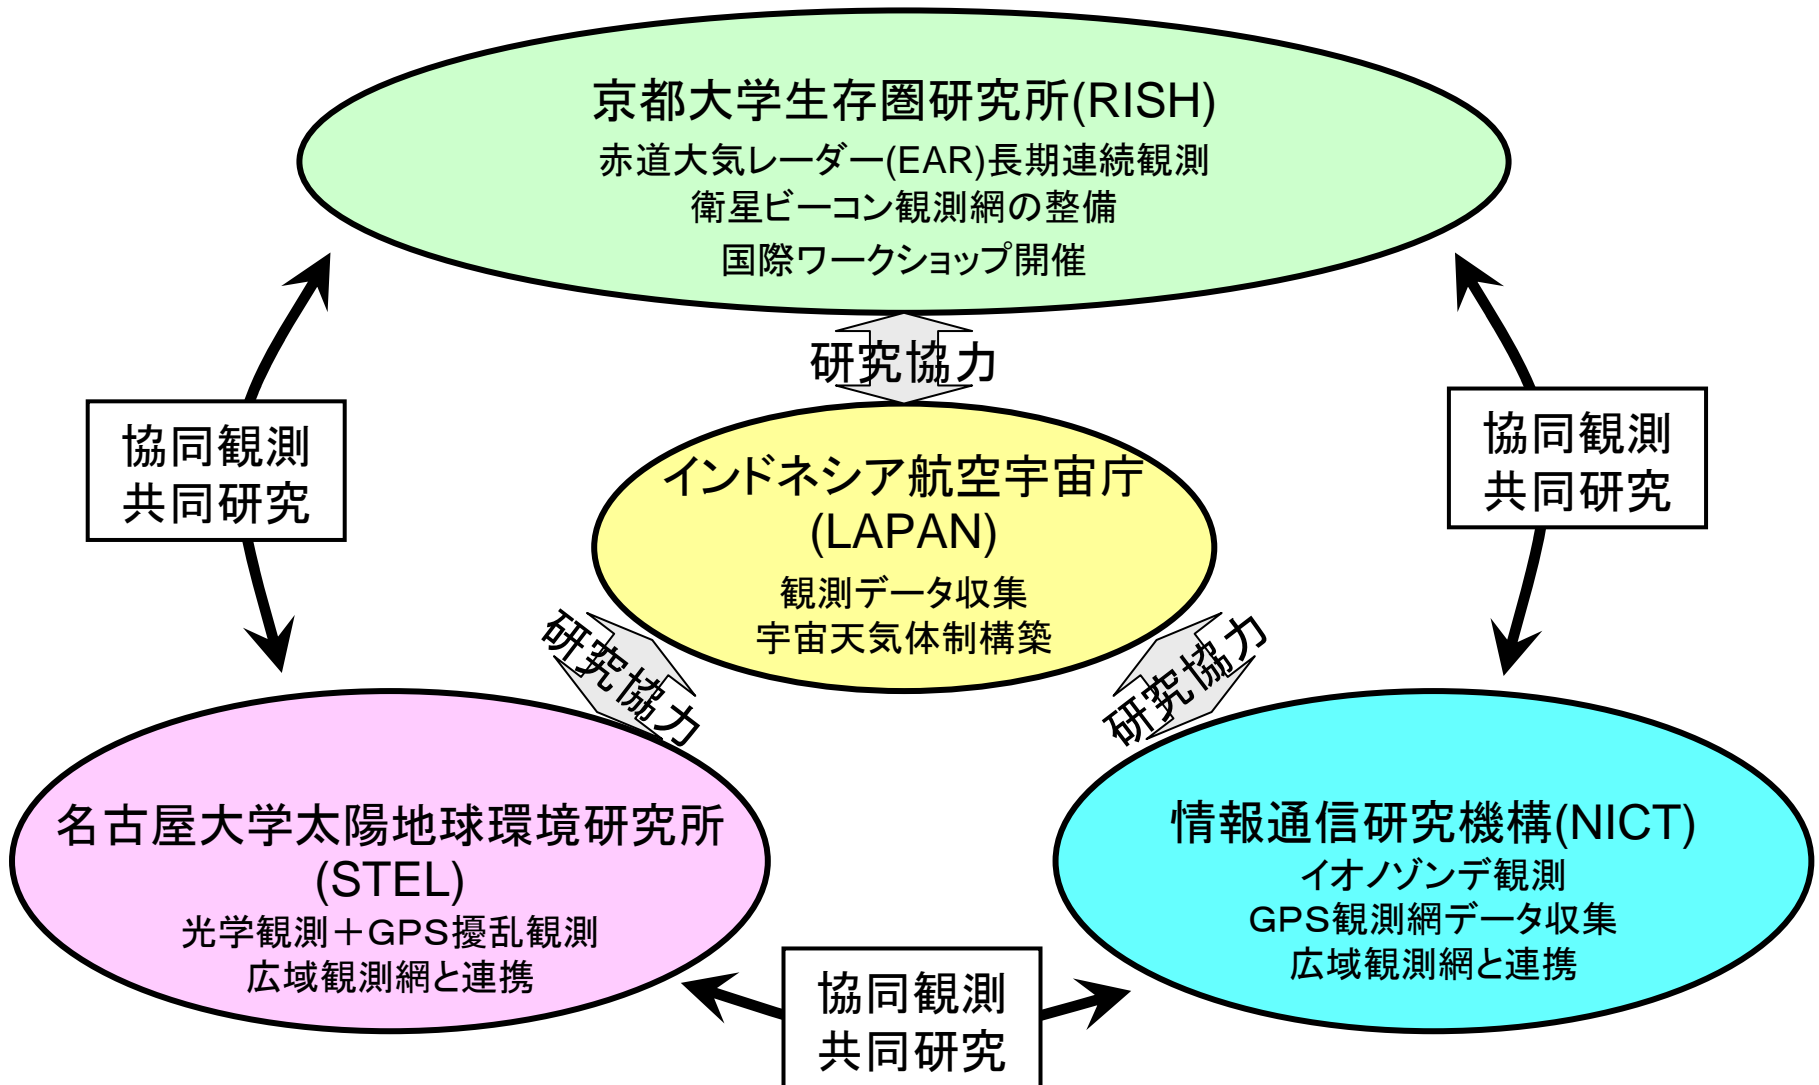 京都大学生存圏研究所(RISH)
赤道大気レーダー(EAR)長期連続観測
衛星ビーコン観測網の整備
国際ワークショップ開催
研究協力
協同観測
共同研究
協同観測
共同研究
インドネシア航空宇宙庁
(LAPAN)
観測データ収集
宇宙天気体制構築
研究協力
研究協力
名古屋大学太陽地球環境研究所
(STEL)
光学観測＋GPS擾乱観測
広域観測網と連携
情報通信研究機構(NICT)
イオノゾンデ観測
GPS観測網データ収集
広域観測網と連携
協同観測
共同研究